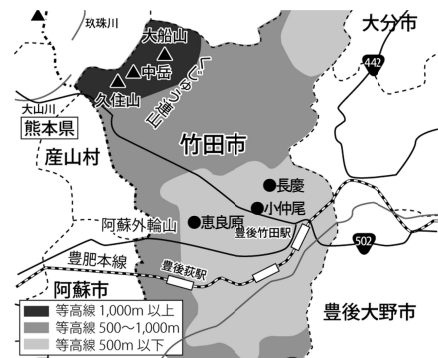 玖珠川
大船山
大分市
442
中岳
くじゅう連山
久住山
大山川
熊本県
竹田市
産山村
長慶
小仲尾
恵良原
阿蘇外輪山
豊後竹田駅
502
豊肥本線
豊後荻駅
阿蘇市
豊後大野市
等高線 1,000m 以上
等高線 500〜1,000m
等高線 500m 以下